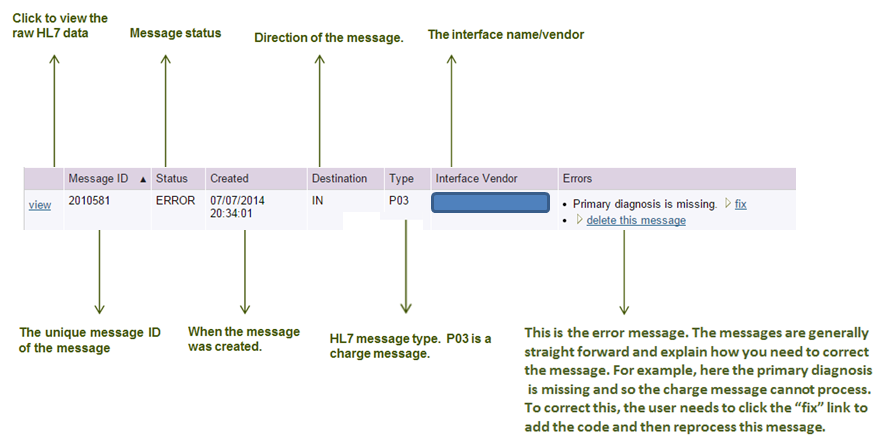 Click to view the
raw HL7 data
Message status
Direction of the message.
The interface name/vendor
Message ID ▲ Status Created Destination Type Interface Vendor Errors
view 2010581 ERROR 07/07/2014 IN P03 • Primary diagnosis is missing. fix
20:34:01 • delete this message
The unique message ID
of the message
When the message
was created.
HL7 message type. P03 is a
charge message.
This is the error message. The messages are generally
straight forward and explain how you need to correct
the message. For example, here the primary diagnosis
is missing and so the charge message cannot process.
To correct this, the user needs to click the “fix” link to
add the code and then reprocess this message.